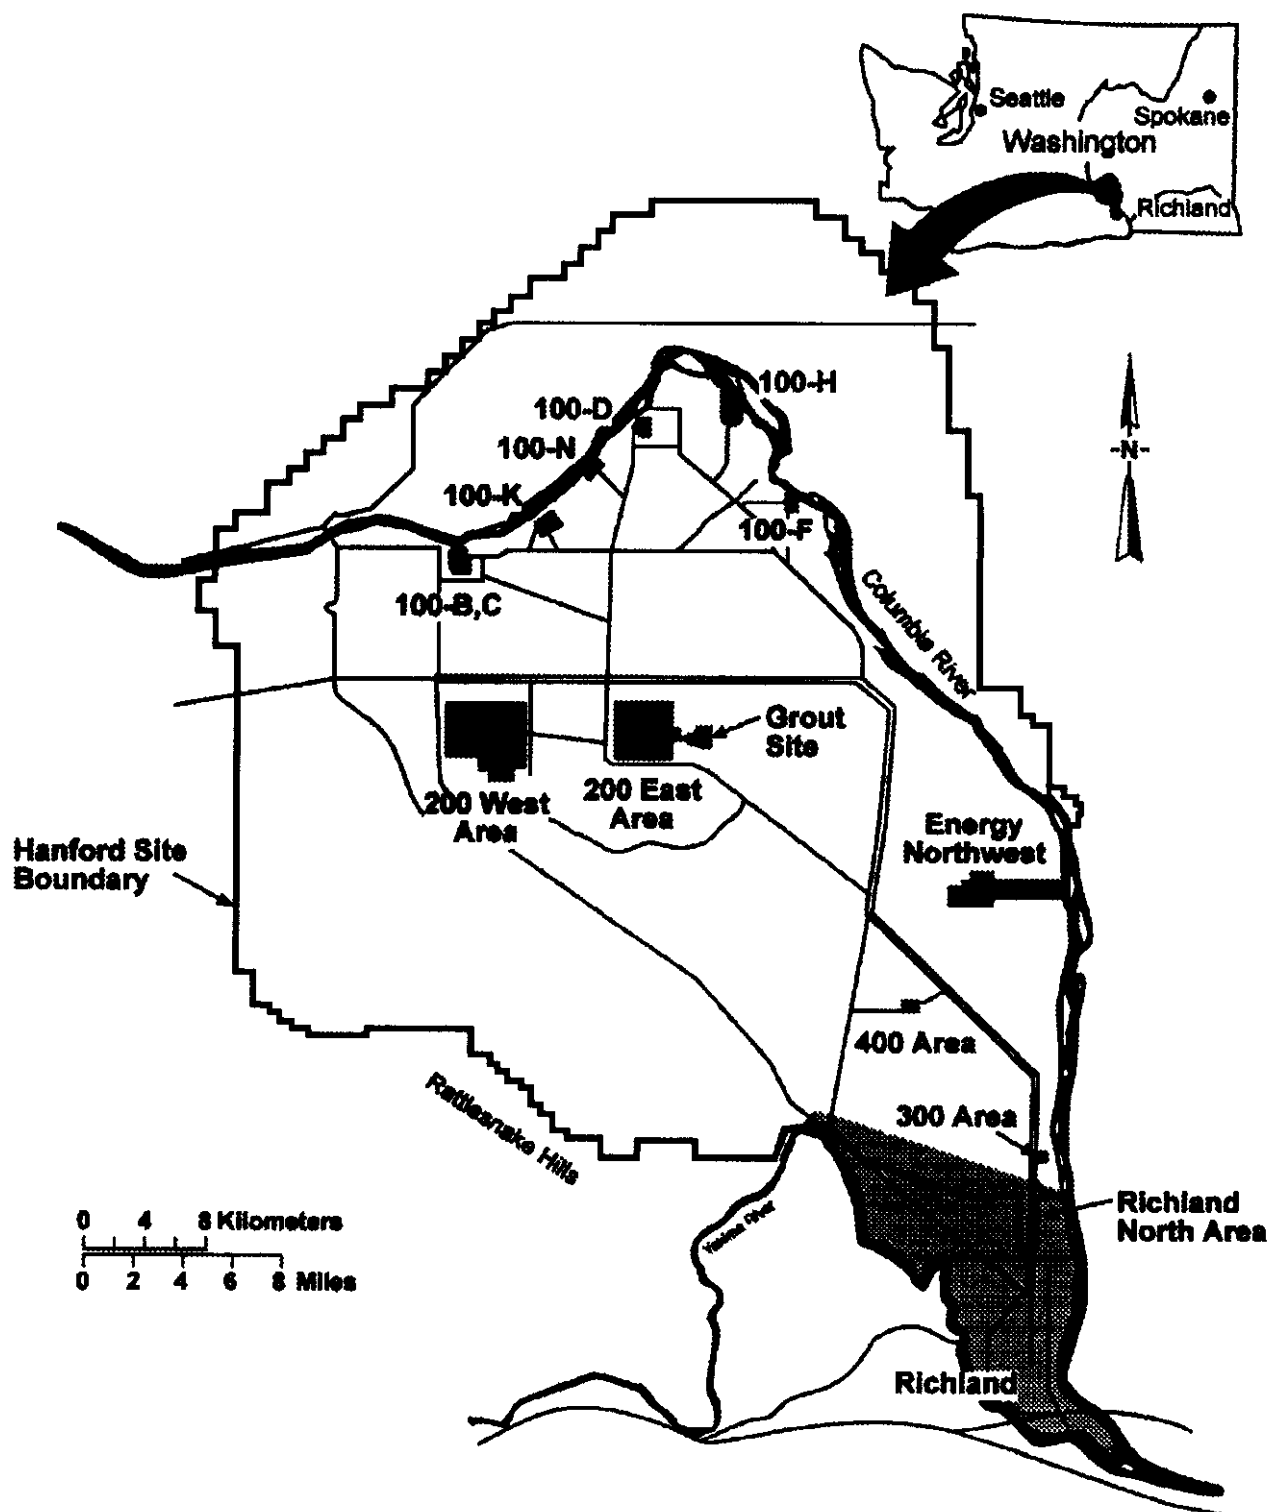 Seattle
Spokane
Washington
Richland
100-H
100-D
100-N
100-K
-N-
100-F
100-B,C
Columbia River
Grout
Site
200 East
Area
200 West
Area
Energy
Northwest
Hanford Site
Boundary
400 Area
Rattlesnake Hills
300 Area
Richland
North Area
Yakima River
0 4 8 Kilometers
0 2 4 6 8 Miles
Richland